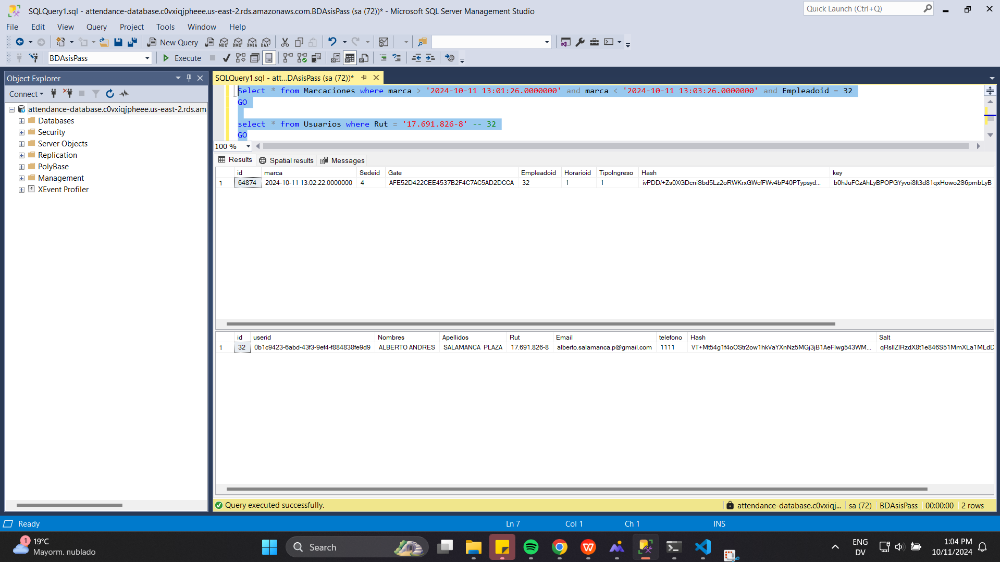 SQLQuery1.sql - attendance-database.c0vxiqjpheee.us-east-2.rds.amazonaws.com.BDAsisPass (sa (72))* - Microsoft SQL Server Management Studio
Quick Launch (Ctrl+Q)
File Edit View Query Project Tools Window Help
New Query MDX DMX XMLA DAX
BDAsisPass Execute
Object Explorer
Connect
attendance-database.c0vxiqjpheee.us-east-2.rds.am
Databases
Security
Server Objects
Replication
PolyBase
Management
XEvent Profiler
SQLQuery1.sql - att...DAsisPass (sa (72))*
Select * from Marcaciones where marca > '2024-10-11 13:01:26.0000000' and marca < '2024-10-11 13:03:26.0000000' and Empleadoid = 32
GO
select * from Usuarios where Rut = '17.691.826-8' -- 32
GO
100 %
Results Spatial results Messages
id marca Sedeid Gate Empleadoid Horarioid TipoIngreso Hash key
1 64874 2024-10-11 13:02:22.0000000 4 AFE52D422CEE4537B2F4C7AC5AD2DCCA 32 1 1 ivPDD/+Zs0XGDcniSbd5Lz2oRWKrxGWcfFWv4bP40PTypsyd... b0hJuFCzAhLyBPOPGYyvoi8ft3d81qxHowo2S6pmbLyB
id userid Nombres Apellidos Rut Email telefono Hash Salt
1 32 0b1c9423-6abd-43f3-9ef4-f884838fe9d9 ALBERTO ANDRES SALAMANCA PLAZA 17.691.826-8 alberto.salamanca.p@gmail.com 1111 VT+Mt54g1f4oOStr2ow1hkVaYXnNz5MGj3jB1AeFlwg543WM... qRsIlZIRzdX8t1e846S51MmXLa1MLdD
Query executed successfully. attendance-database.c0vxiqj... sa (72) BDAsisPass 00:00:00 2 rows
Ready Ln 7 Col 1 Ch 1 INS
1 19°C
Mayorm. nublado
Search
ENG
DV
1:04 PM
10/11/2024